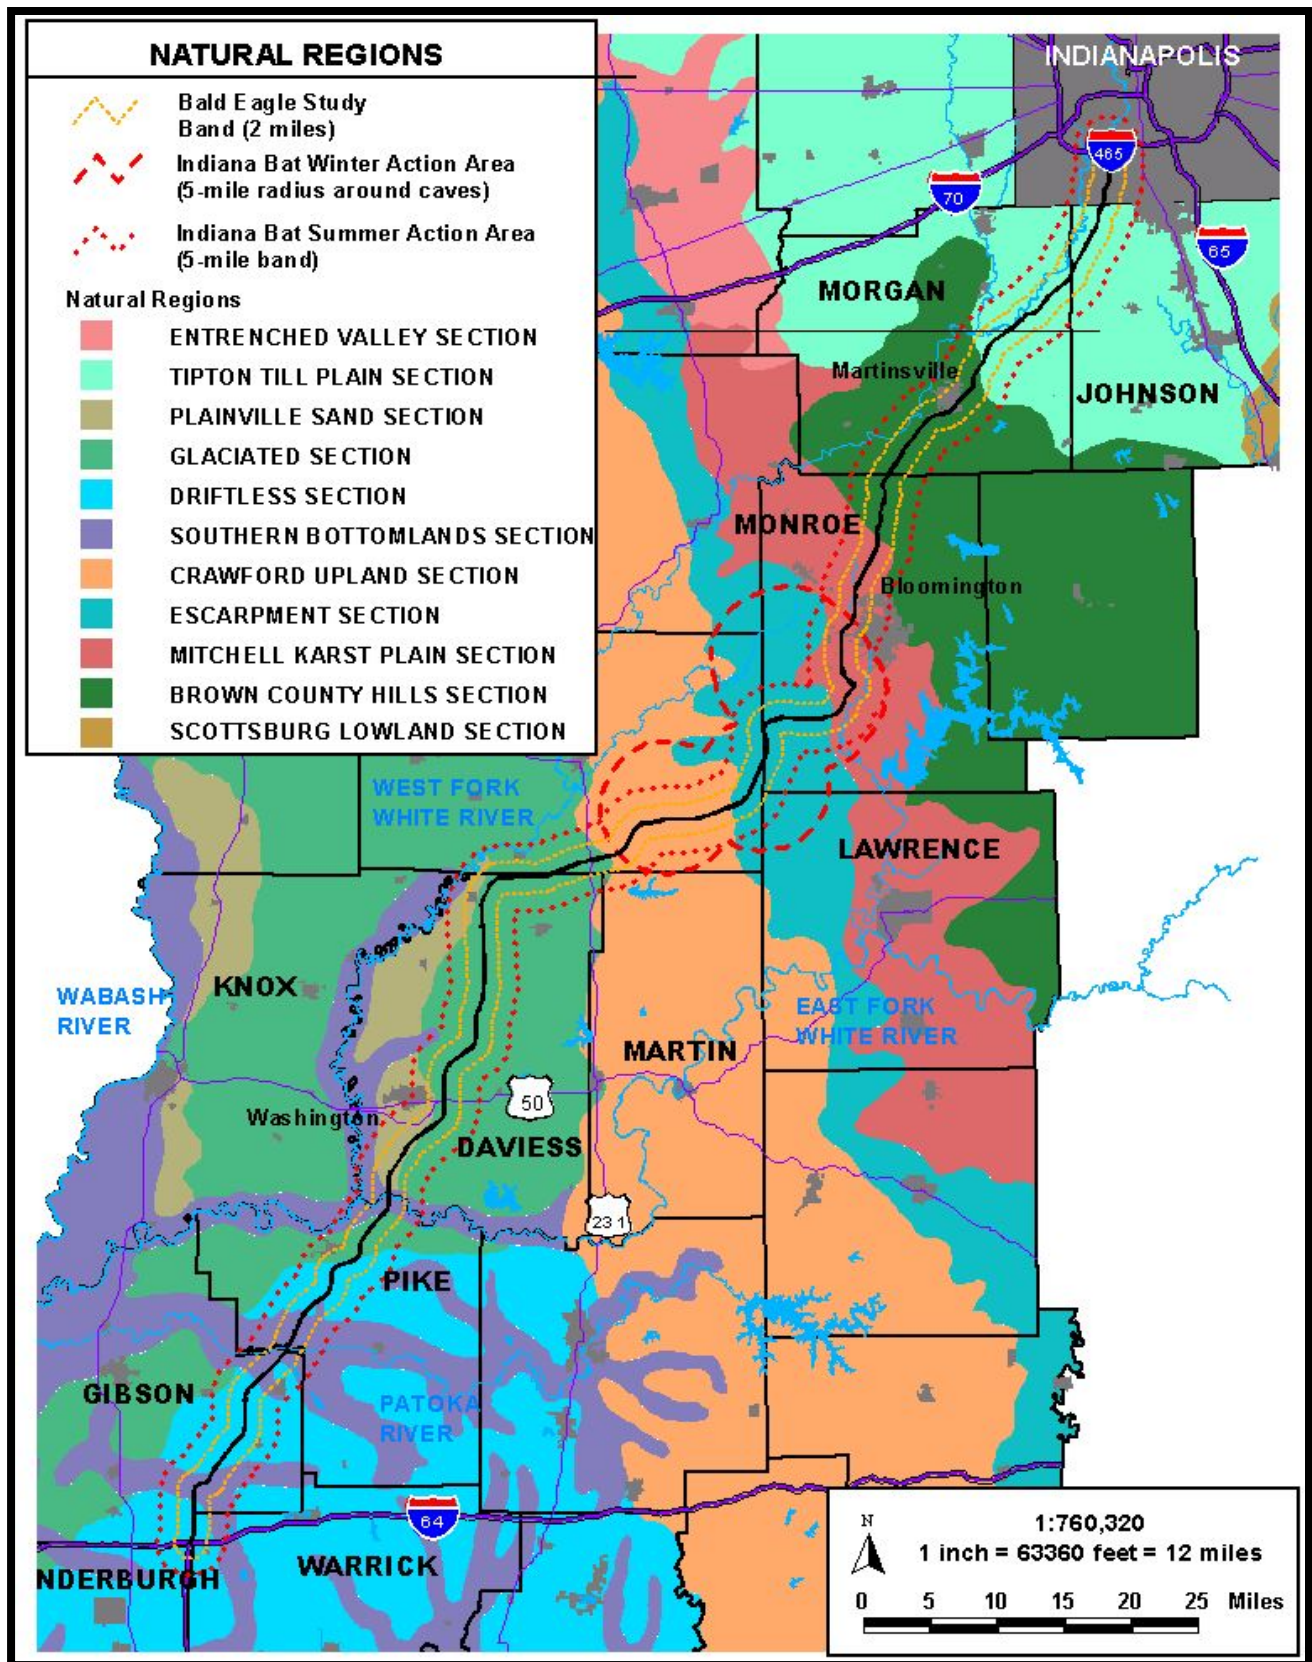 NATURAL REGIONS
Bald Eagle Study
Band (2 miles)
Indiana Bat Winter Action Area
(5-mile radius around caves)
Indiana Bat Summer Action Area
(5-mile band)
Natural Regions
ENTRENCHED VALLEY SECTION
TIPTON TILL PLAIN SECTION
PLAINVILLE SAND SECTION
GLACIATED SECTION
DRIFTLESS SECTION
SOUTHERN BOTTOMLANDS SECTION
CRAWFORD UPLAND SECTION
ESCARPMENT SECTION
MITCHELL KARST PLAIN SECTION
BROWN COUNTY HILLS SECTION
SCOTTSBURG LOWLAND SECTION
INDIANAPOLIS
465
70
65
MORGAN
Martinsville
JOHNSON
MONROE
Bloomington
WEST FORK
WHITE RIVER
LAWRENCE
KNOX
WABASH
RIVER
EAST FORK
WHITE RIVER
MARTIN
50
Washington
DAVIESS
231
PIKE
GIBSON
PATOKA
RIVER
64
WARRICK
NDERBURGH
N
1:760,320
1 inch = 63360 feet = 12 miles
0 5 10 15 20 25 Miles